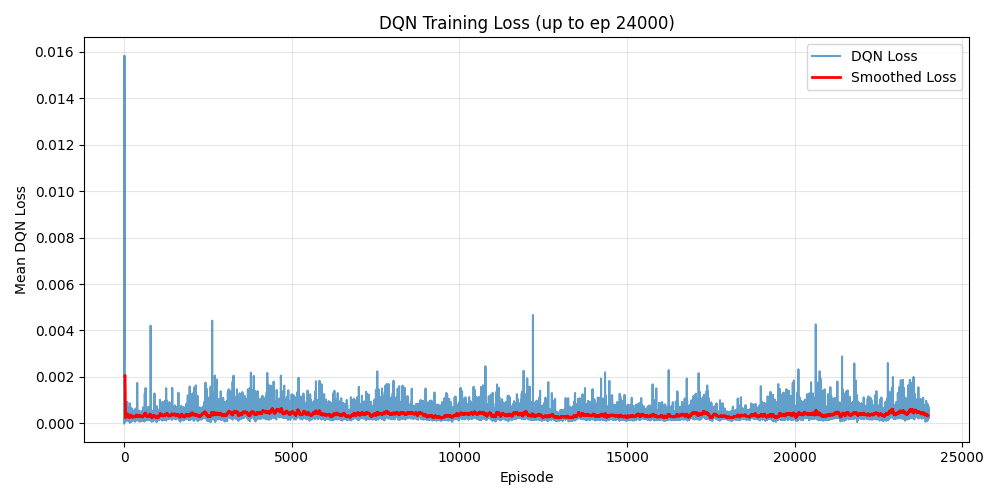 DQN Training Loss (up to ep 24000)
DQN Loss
Smoothed Loss
Mean DQN Loss
0.016
0.014
0.012
0.010
0.008
0.006
0.004
0.002
0.000
0 5000 10000 15000 20000 25000
Episode